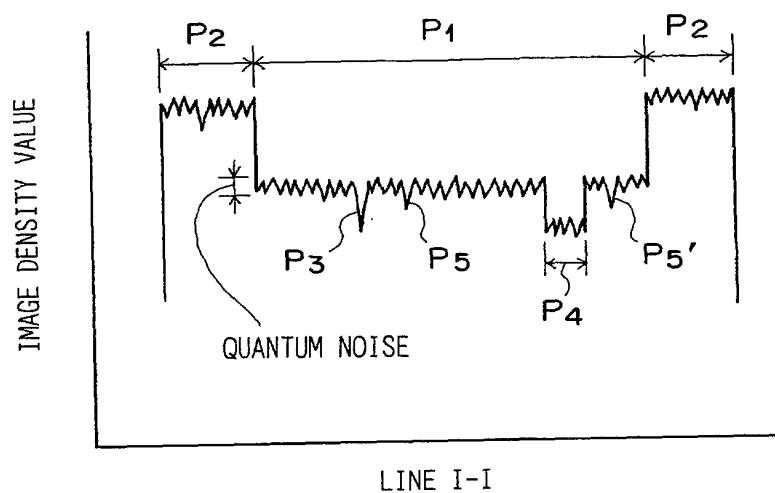 P2
P1
P2
IMAGE DENSITY VALUE
P3
P5
P4
P5'
QUANTUM NOISE
LINE I-I